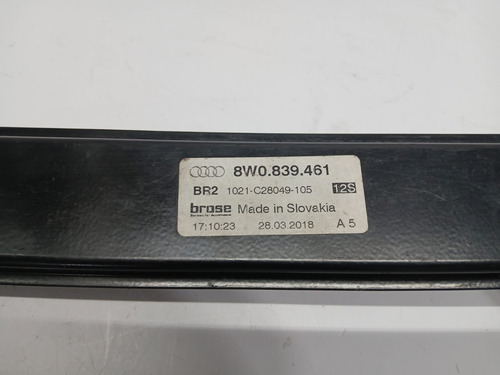 8W0.839.461
BR2 1021-C28049-105 12S
brose Made in Slovakia
17:10:23 28.03.2018 A 5